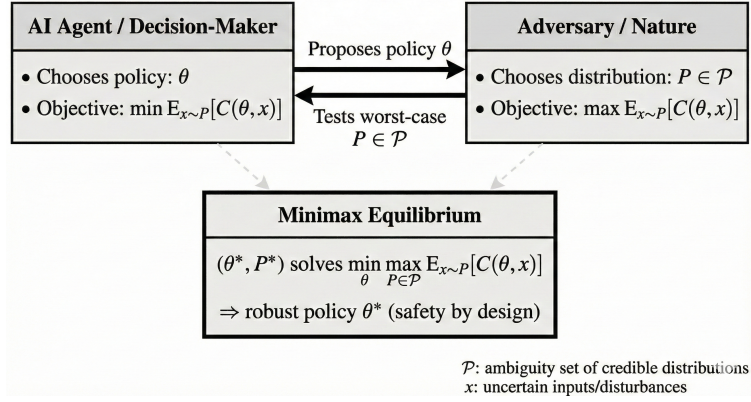 AI Agent / Decision-Maker
• Chooses policy: θ
• Objective: min E_{x∼P}[C(θ, x)]
Proposes policy θ
Tests worst-case
P ∈ 𝒫
Adversary / Nature
• Chooses distribution: P ∈ 𝒫
• Objective: max E_{x∼P}[C(θ, x)]
Minimax Equilibrium
(θ*, P*) solves min_θ max_{P∈𝒫} E_{x∼P}[C(θ, x)]
⇒ robust policy θ* (safety by design)
𝒫: ambiguity set of credible distributions
x: uncertain inputs/disturbances